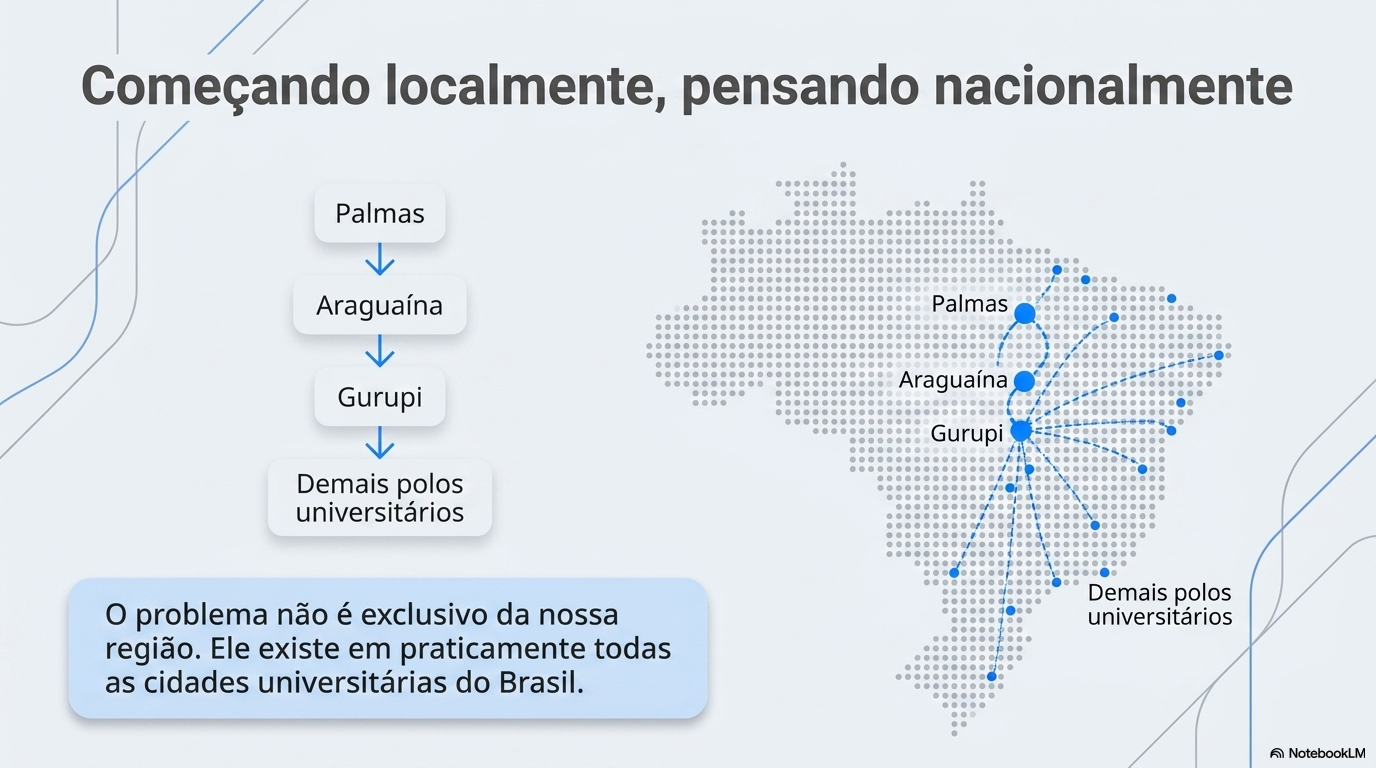 Começando localmente, pensando nacionalmente
Palmas
Araguaína
Gurupi
Demais polos
universitários
O problema não é exclusivo da nossa
região. Ele existe em praticamente todas
as cidades universitárias do Brasil.
Palmas
Araguaína
Gurupi
Demais polos
universitários
NotebookLM